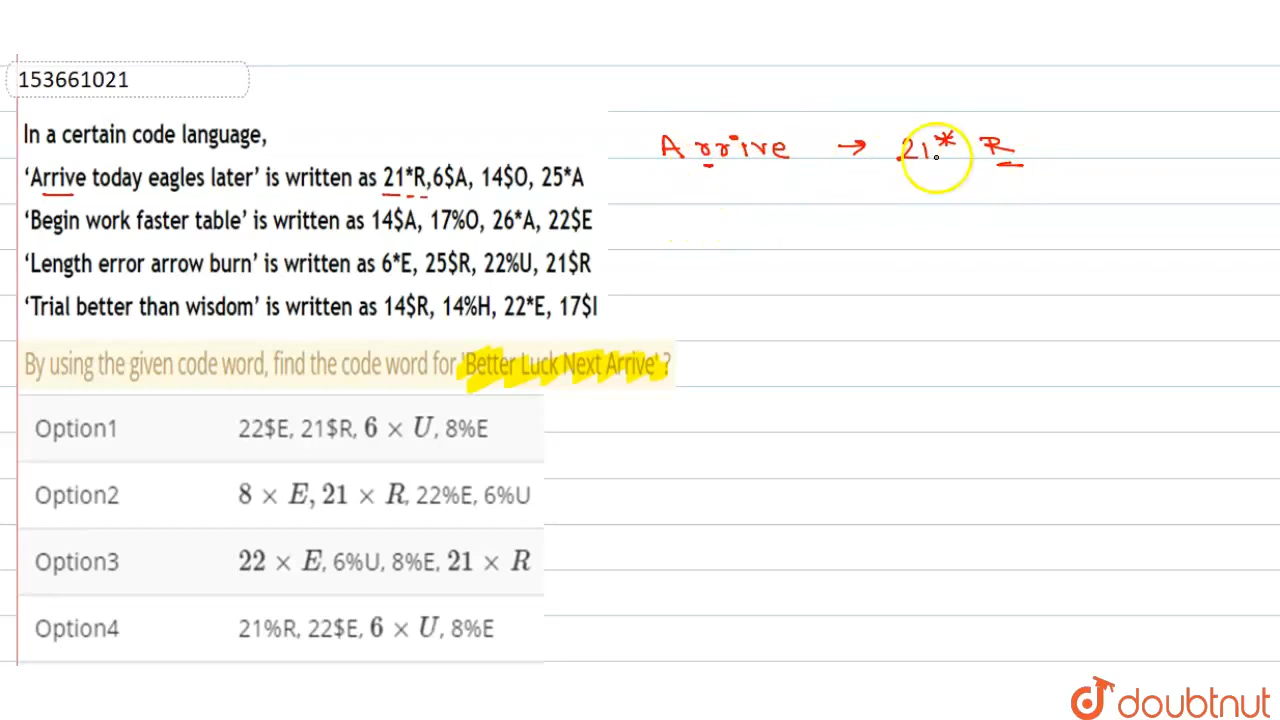 153661021
In a certain code language,
‘Arrive today eagles later’ is written as 21*R,6$A, 14$O, 25*A
‘Begin work faster table’ is written as 14$A, 17%O, 26*A, 22$E
‘Length error arrow burn’ is written as 6*E, 25$R, 22%U, 21$R
‘Trial better than wisdom’ is written as 14$R, 14%H, 22*E, 17$I
By using the given code word, find the code word for 'Better Luck Next Arrive' ?
Option1 22$E, 21$R, 6 × U, 8%E
Option2 8 × E, 21 × R, 22%E, 6%U
Option3 22 × E, 6%U, 8%E, 21 × R
Option4 21%R, 22$E, 6 × U, 8%E
Arrive → 21* R
doubtnut